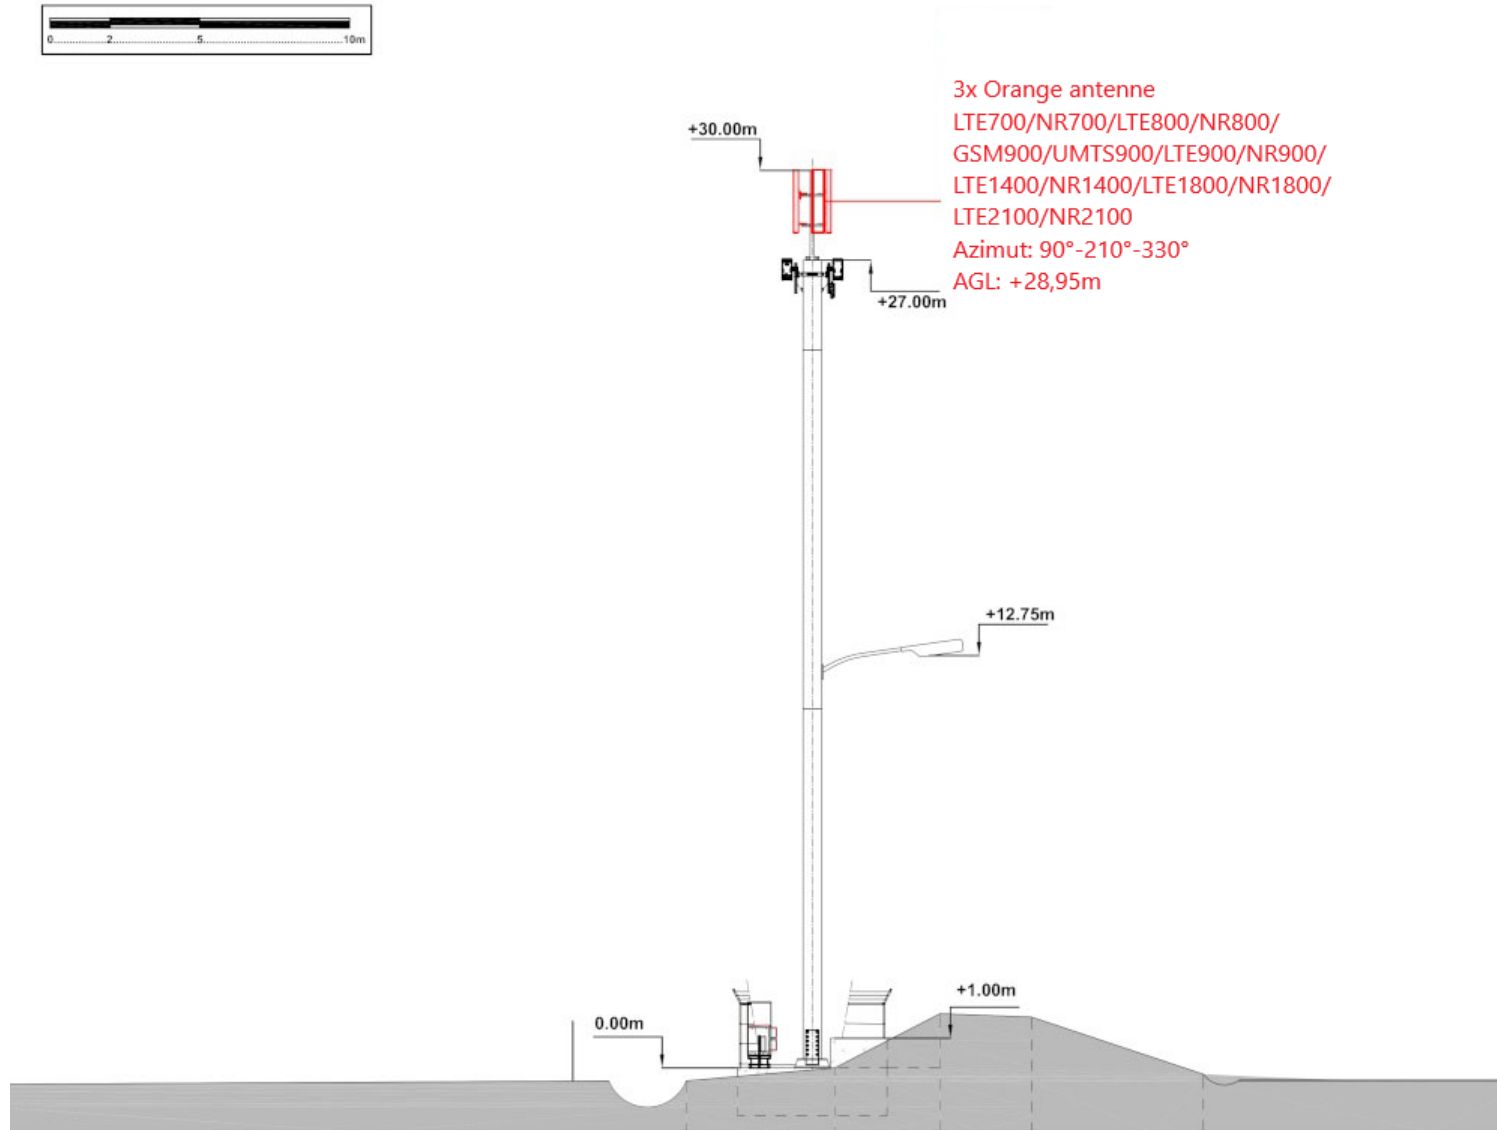 0..........2...............5........................10m
3x Orange antenne
LTE700/NR700/LTE800/NR800/
GSM900/UMTS900/LTE900/NR900/
LTE1400/NR1400/LTE1800/NR1800/
LTE2100/NR2100
Azimut: 90°-210°-330°
AGL: +28,95m
+30.00m
+27.00m
+12.75m
+1.00m
0.00m